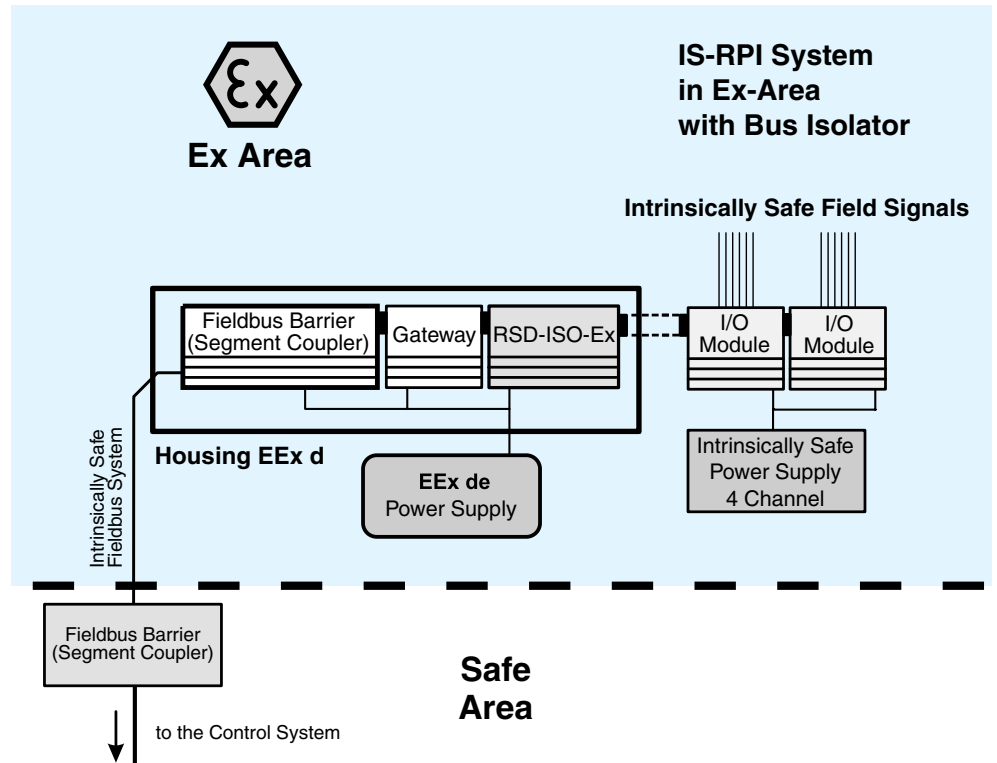 IS-RPI System
in Ex-Area
with Bus Isolator
Ex
Ex Area
Intrinsically Safe Field Signals
Fieldbus Barrier
(Segment Coupler)
Gateway
RSD-ISO-Ex
I/O
Module
I/O
Module
Housing EEx d
EEx de
Power Supply
Intrinsically Safe
Power Supply
4 Channel
Intrinsically Safe
Fieldbus System
Fieldbus Barrier
(Segment Coupler)
Safe
Area
to the Control System